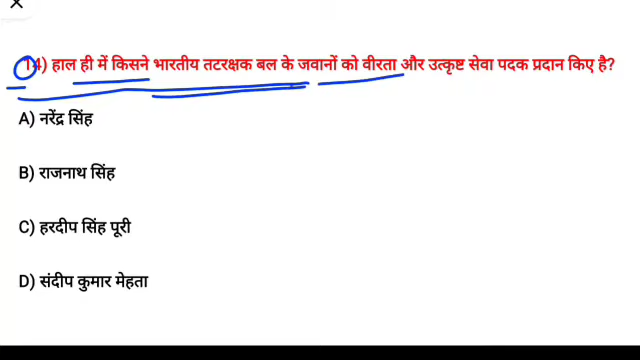 14) हाल ही में किसने भारतीय तटरक्षक बल के जवानों को वीरता और उत्कृष्ट सेवा पदक प्रदान किए है?
A) नरेंद्र सिंह
B) राजनाथ सिंह
C) हरदीप सिंह पूरी
D) संदीप कुमार मेहता